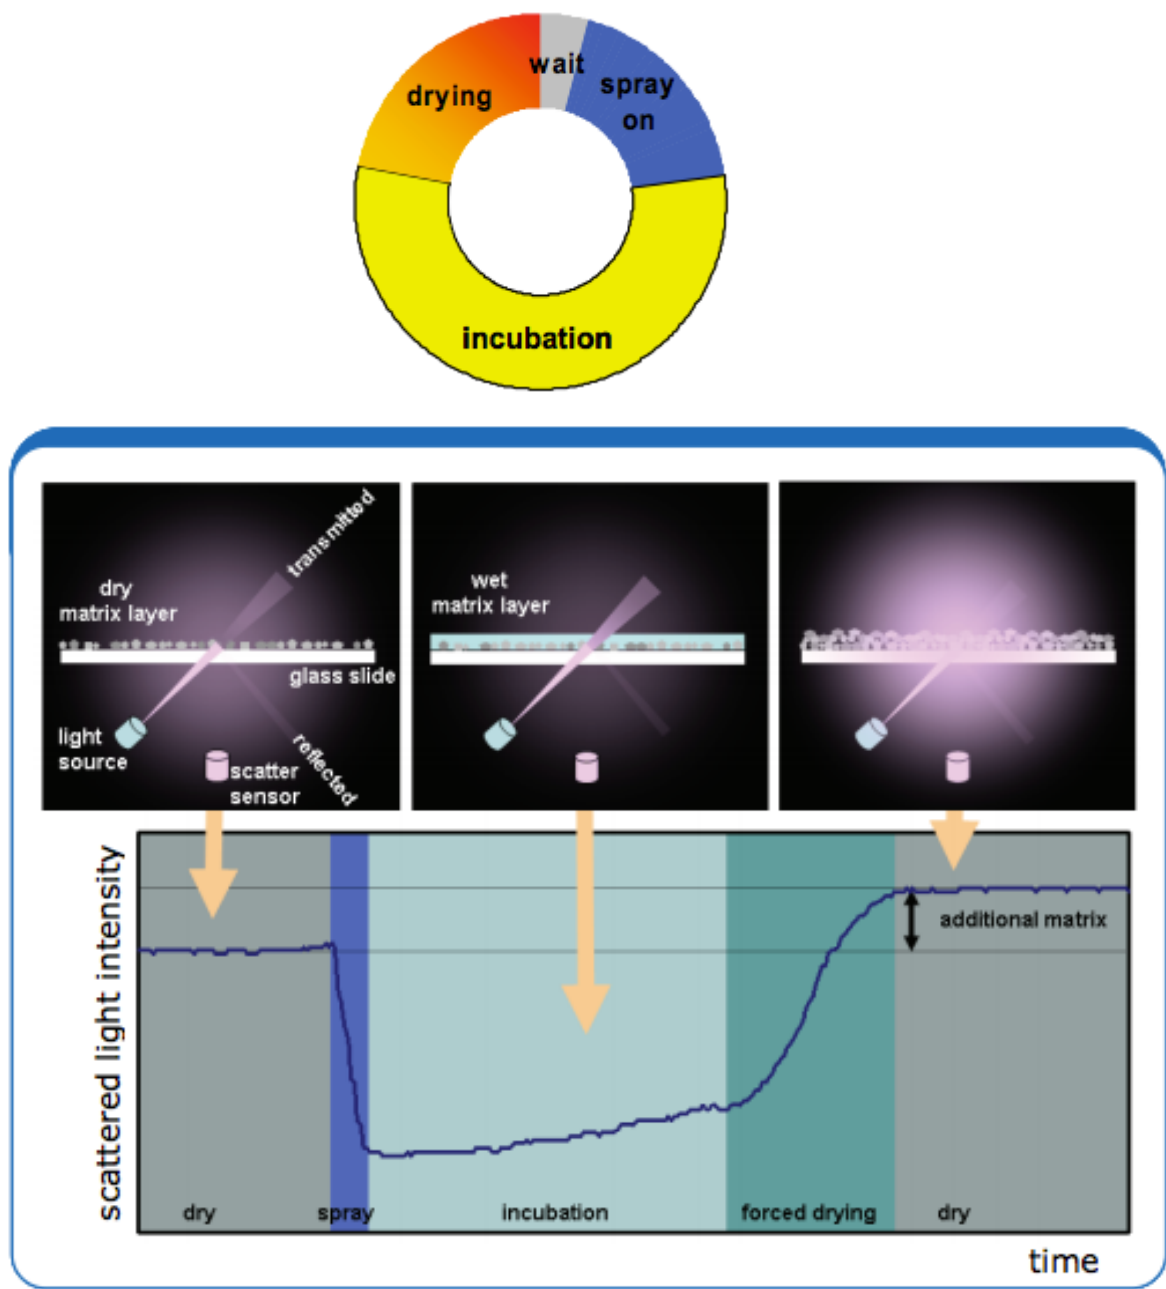 wait
drying
spray
on
incubation
transmitted
dry
matrix layer
glass slide
light
source
scatter
sensor
reflected
wet
matrix layer
scattered light intensity
additional matrix
dry
spray
incubation
forced drying
dry
time